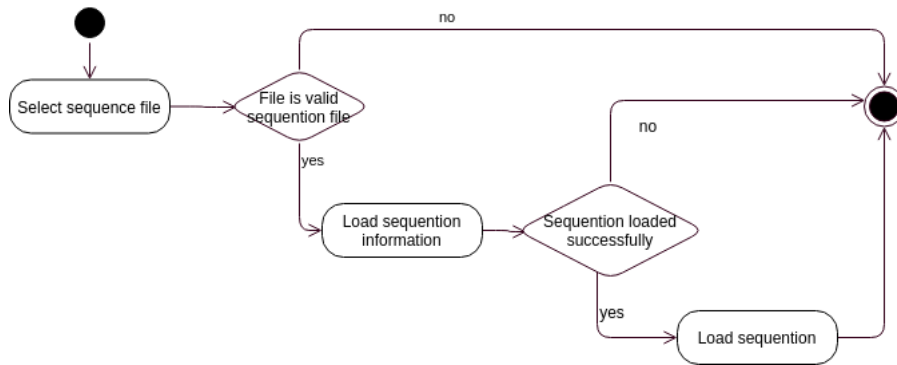 no
Select sequence file
File is valid
sequention file
no
yes
Load sequention
information
Sequention loaded
successfully
yes
Load sequention